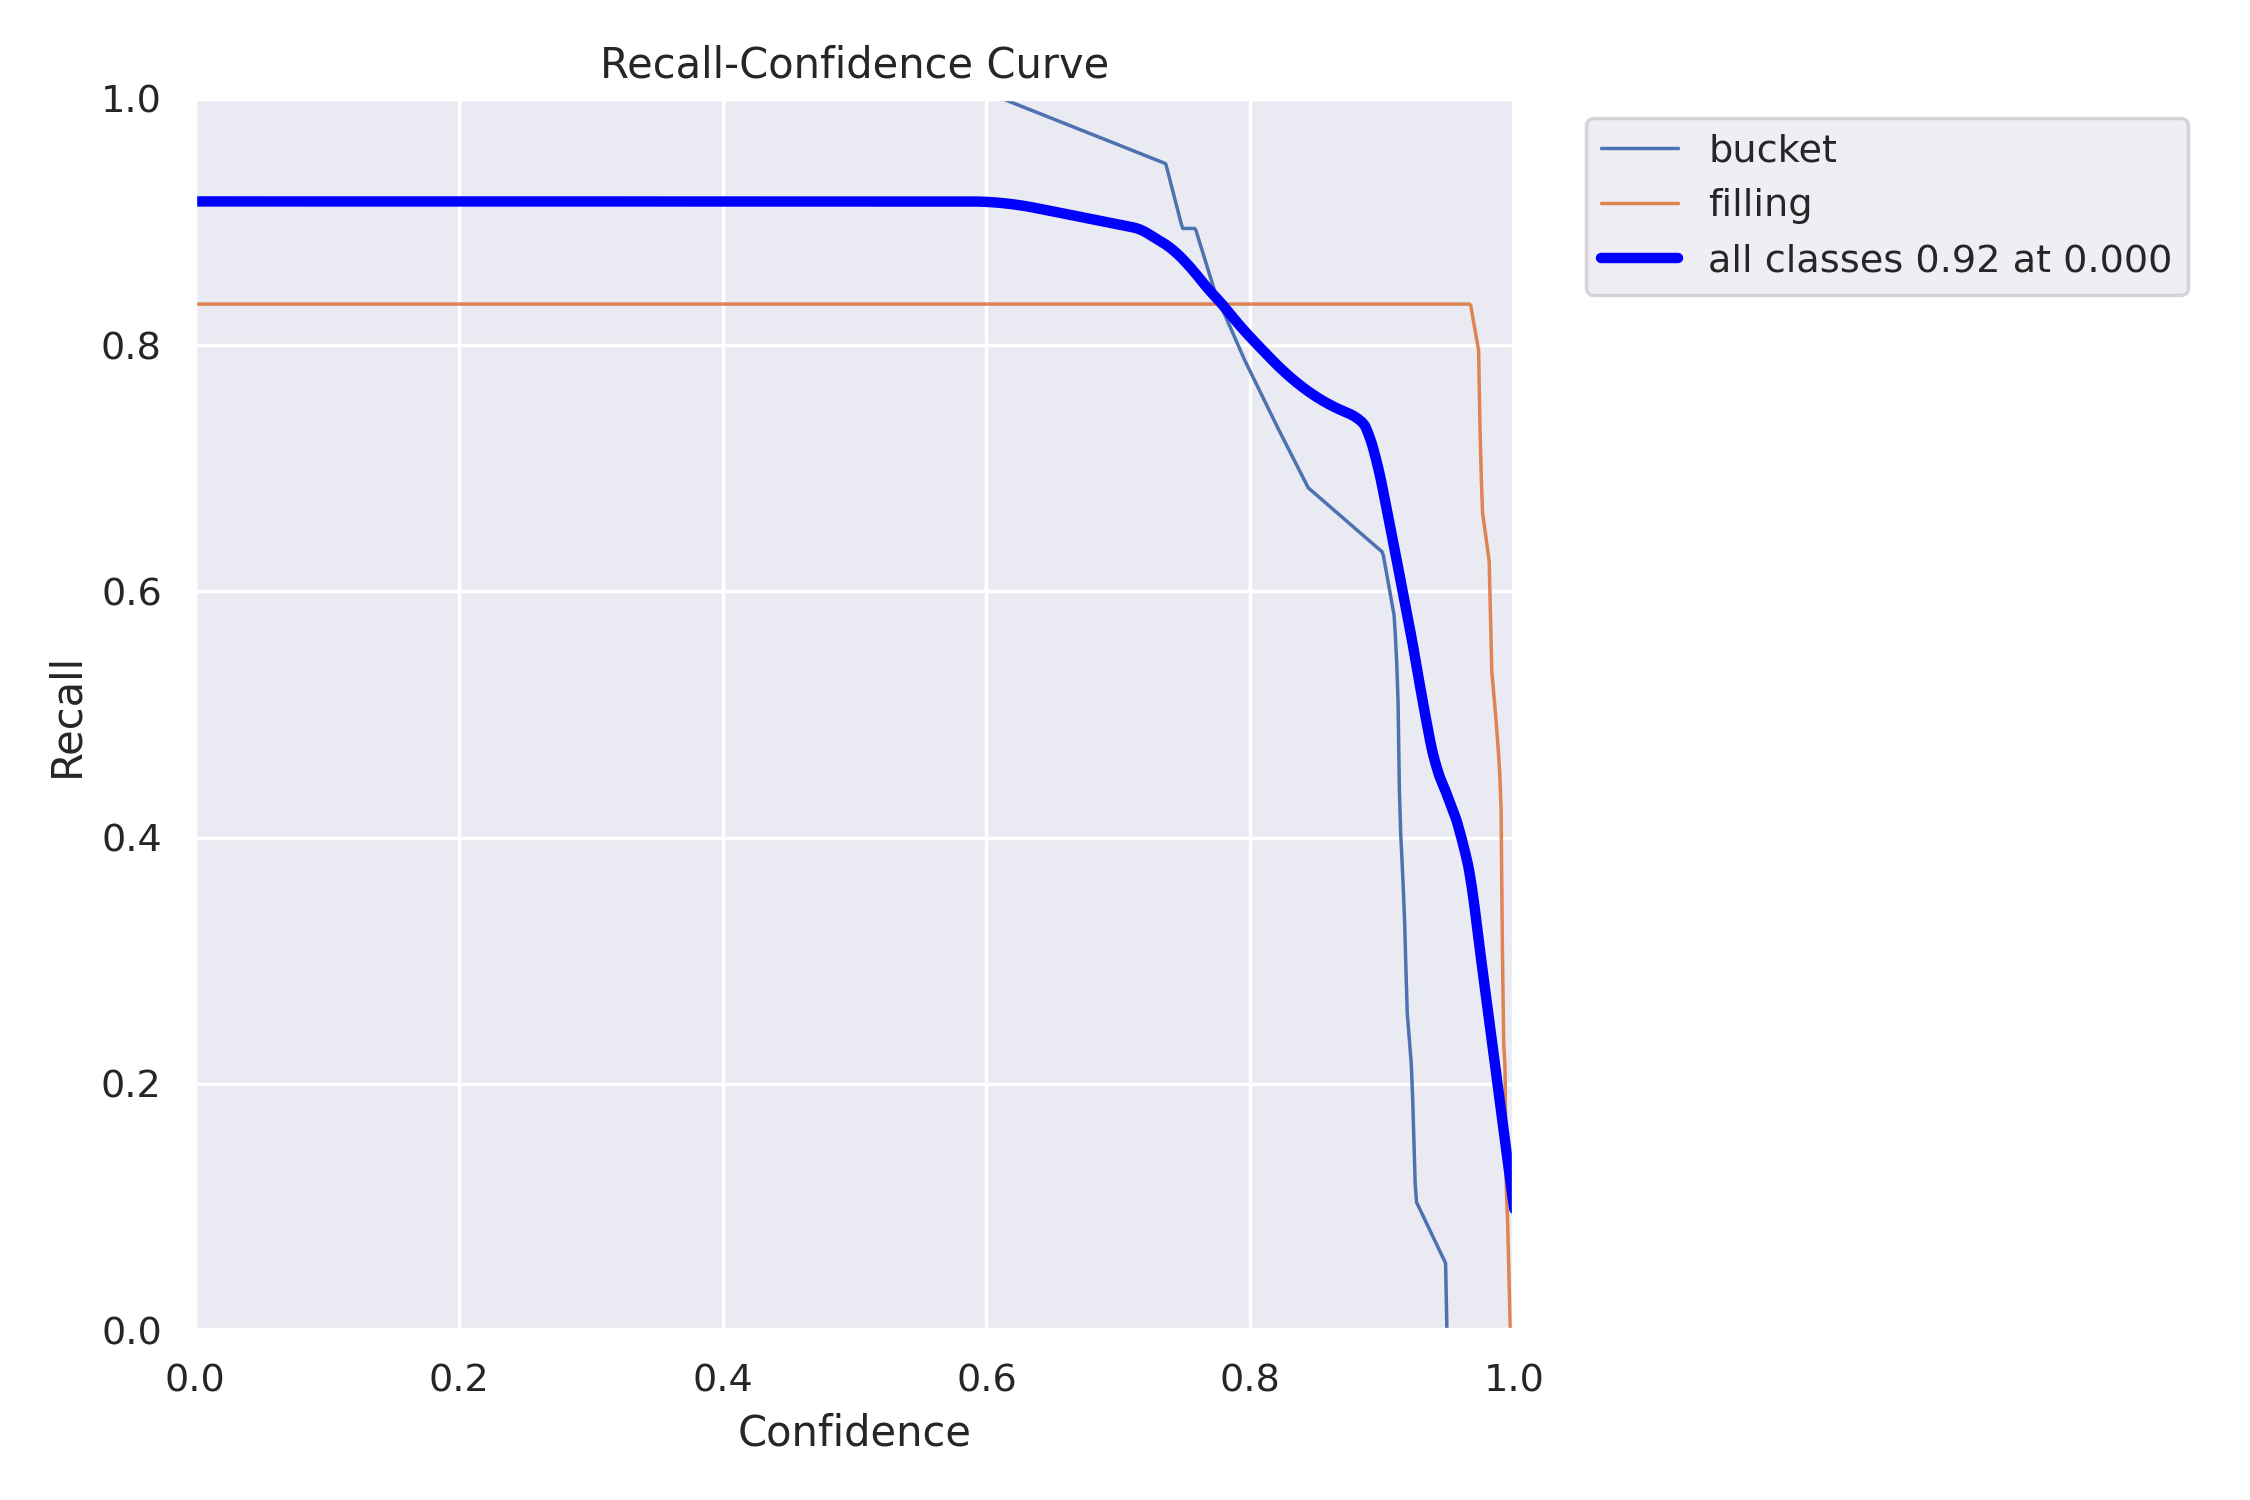 Recall-Confidence Curve
1.0
0.8
0.6
0.4
0.2
0.0
Recall
0.0 0.2 0.4 0.6 0.8 1.0
Confidence
bucket
filling
all classes 0.92 at 0.000